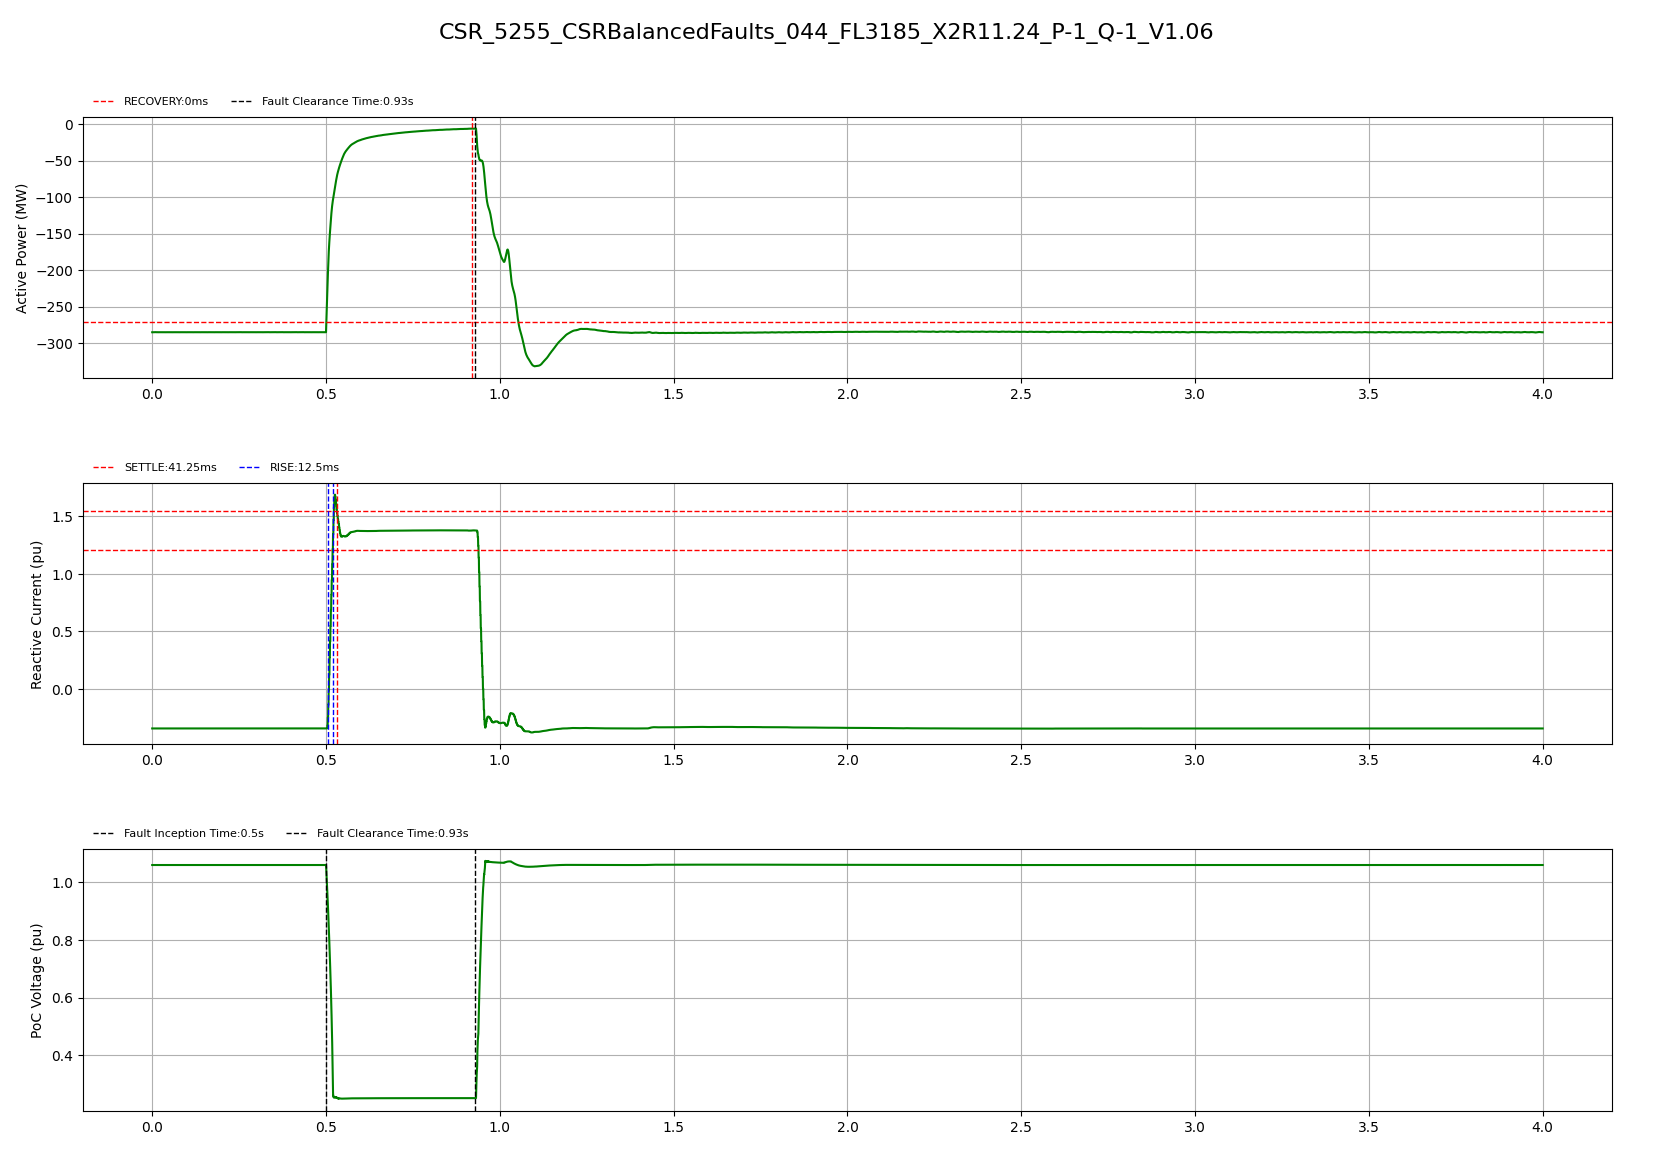 CSR_5255_CSRBalancedFaults_044_FL3185_X2R11.24_P-1_Q-1_V1.06
RECOVERY:0ms Fault Clearance Time:0.93s
Active Power (MW)
0
−50
−100
−150
−200
−250
−300
0.0 0.5 1.0 1.5 2.0 2.5 3.0 3.5 4.0
SETTLE:41.25ms RISE:12.5ms
Reactive Current (pu)
1.5
1.0
0.5
0.0
0.0 0.5 1.0 1.5 2.0 2.5 3.0 3.5 4.0
Fault Inception Time:0.5s Fault Clearance Time:0.93s
PoC Voltage (pu)
1.0
0.8
0.6
0.4
0.0 0.5 1.0 1.5 2.0 2.5 3.0 3.5 4.0